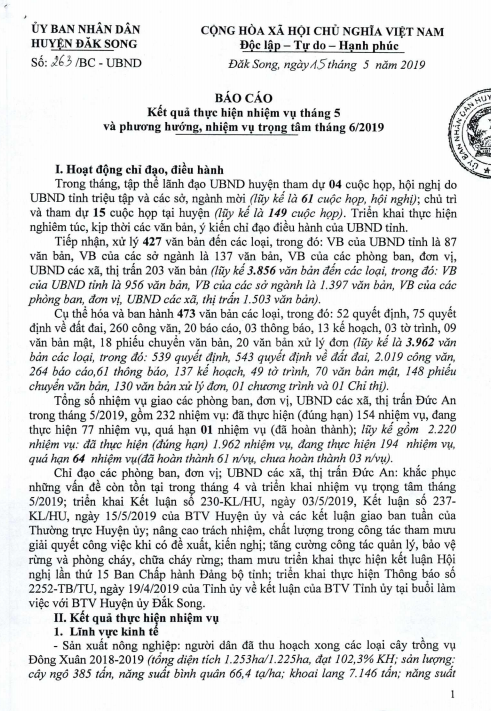 ỦY BAN NHÂN DÂN
HUYỆN ĐĂK SONG
Số: 263/BC - UBND
CỘNG HÒA XÃ HỘI CHỦ NGHĨA VIỆT NAM
Độc lập – Tự do – Hạnh phúc
Đăk Song, ngày 15 tháng 5 năm 2019
BÁO CÁO
Kết quả thực hiện nhiệm vụ tháng 5
và phương hướng, nhiệm vụ trọng tâm tháng 6/2019
I. Hoạt động chỉ đạo, điều hành
Trong tháng, tập thể lãnh đạo UBND huyện tham dự 04 cuộc họp, hội nghị do
UBND tỉnh triệu tập và các sở, ngành mời (lũy kế là 61 cuộc họp, hội nghị); chủ trì
và tham dự 15 cuộc họp tại huyện (lũy kế là 149 cuộc họp). Triển khai thực hiện
nghiêm túc, kịp thời các văn bản, ý kiến chỉ đạo điều hành của UBND tỉnh.
Tiếp nhận, xử lý 427 văn bản đến các loại, trong đó: VB của UBND tỉnh là 87
văn bản, VB của các sở ngành là 137 văn bản, VB của các phòng ban, đơn vị,
UBND các xã, thị trấn 203 văn bản (lũy kế 3.856 văn bản đến các loại, trong đó: VB
của UBND tỉnh là 956 văn bản, VB của các sở ngành là 1.397 văn bản, VB của các
phòng ban, đơn vị, UBND các xã, thị trấn 1.503 văn bản).
Cụ thể hóa và ban hành 473 văn bản các loại, trong đó: 52 quyết định, 75 quyết
định về đất đai, 260 công văn, 20 báo cáo, 03 thông báo, 13 kế hoạch, 03 tờ trình, 09
văn bản mật, 18 phiếu chuyển văn bản, 20 văn bản xử lý đơn (lũy kế là 3.962 văn
bản các loại, trong đó: 539 quyết định, 543 quyết định về đất đai, 2.019 công văn,
264 báo cáo,61 thông báo, 137 kế hoạch, 49 tờ trình, 70 văn bản mật, 148 phiếu
chuyển văn bản, 130 văn bản xử lý đơn, 01 chương trình và 01 Chỉ thị).
Tổng số nhiệm vụ giao các phòng ban, đơn vị, UBND các xã, thị trấn Đức An
trong tháng 5/2019, gồm 232 nhiệm vụ: đã thực hiện (đúng hạn) 154 nhiệm vụ, đang
thực hiện 77 nhiệm vụ, quá hạn 01 nhiệm vụ (đã hoàn thành); lũy kế gồm 2.220
nhiệm vụ: đã thực hiện (đúng hạn) 1.962 nhiệm vụ, đang thực hiện 194 nhiệm vụ,
quá hạn 64 nhiệm vụ(đã hoàn thành 61 n/vụ, chưa hoàn thành 03 n/vụ).
Chỉ đạo các phòng ban, đơn vị; UBND các xã, thị trấn Đức An: khắc phục
những vấn đề còn tồn tại trong tháng 4 và triển khai nhiệm vụ trọng tâm tháng
5/2019; triển khai Kết luận số 230-KL/HU, ngày 03/5/2019, Kết luận số 237-
KL/HU, ngày 15/5/2019 của BTV Huyện ủy và các kết luận giao ban tuần của
Thường trực Huyện ủy; nâng cao trách nhiệm, chất lượng trong công tác tham mưu
giải quyết công việc khi có đề xuất, kiến nghị; tăng cường công tác quản lý, bảo vệ
rừng và phòng cháy, chữa cháy rừng; tham mưu triển khai thực hiện kết luận Hội
nghị lần thứ 15 Ban Chấp hành Đảng bộ tỉnh; triển khai thực hiện Thông báo số
2252-TB/TU, ngày 19/4/2019 của Tỉnh ủy về kết luận của BTV Tỉnh ủy tại buổi làm
việc với BTV Huyện ủy Đăk Song.
II. Kết quả thực hiện nhiệm vụ
1. Lĩnh vực kinh tế
- Sản xuất nông nghiệp: người dân đã thu hoạch xong các loại cây trồng vụ
Đông Xuân 2018-2019 (tổng diện tích 1.253ha/1.225ha, đạt 102,3% KH; sản lượng:
cây ngô 385 tấn, năng suất bình quân 66,4 tạ/ha; khoai lang 7.146 tấn; năng suất
1